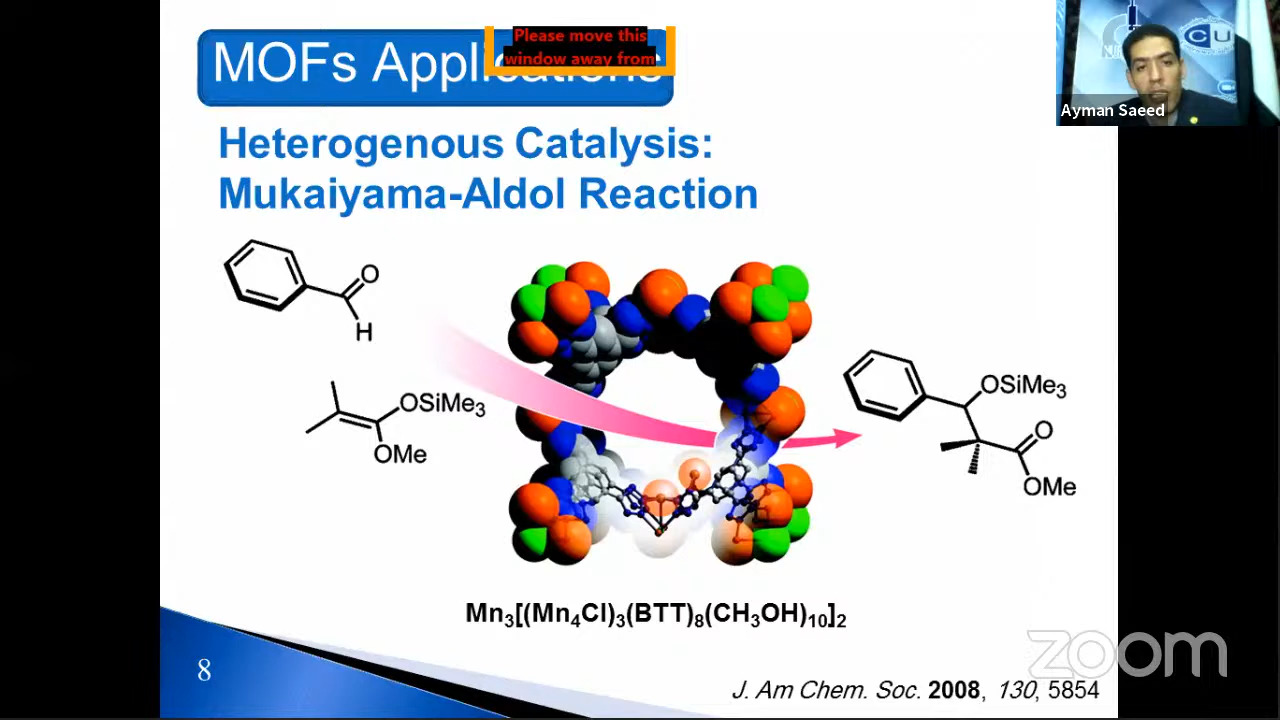 MOFs Applications
Please move this
window away from
Ayman Saeed
CU
Heterogenous Catalysis:
Mukaiyama-Aldol Reaction
O
H
OSiMe₃
OMe
OSiMe₃
O
OMe
Mn₃[(Mn₄Cl)₃(BTT)₈(CH₃OH)₁₀]₂
8
zoom
J. Am Chem. Soc. 2008, 130, 5854